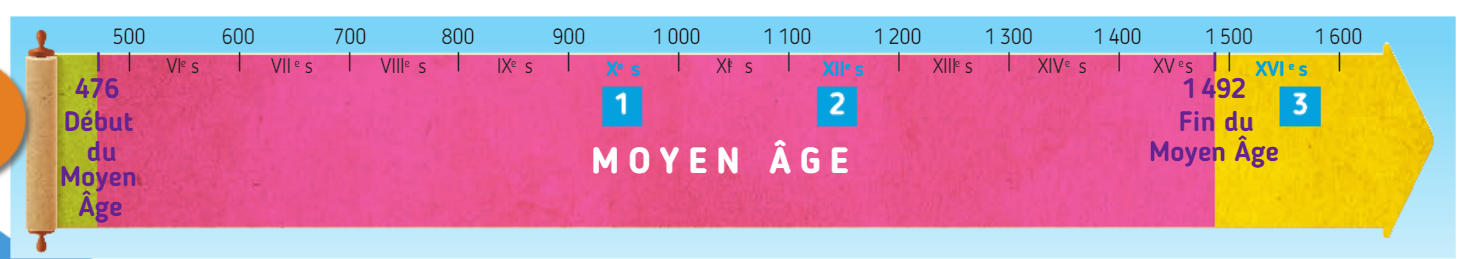 500 600 700 800 900 1 000 1 100 1 200 1 300 1 400 1 500 1 600
VIᵉ s VIIᵉ s VIIIᵉ s IXᵉ s Xᵉ s XIᵉ s XIIᵉ s XIIIᵉ s XIVᵉ s XVᵉ s XVIᵉ s
476
Début
du
Moyen
Âge
1
2
MOYEN ÂGE
1 492
Fin du
Moyen Âge
3